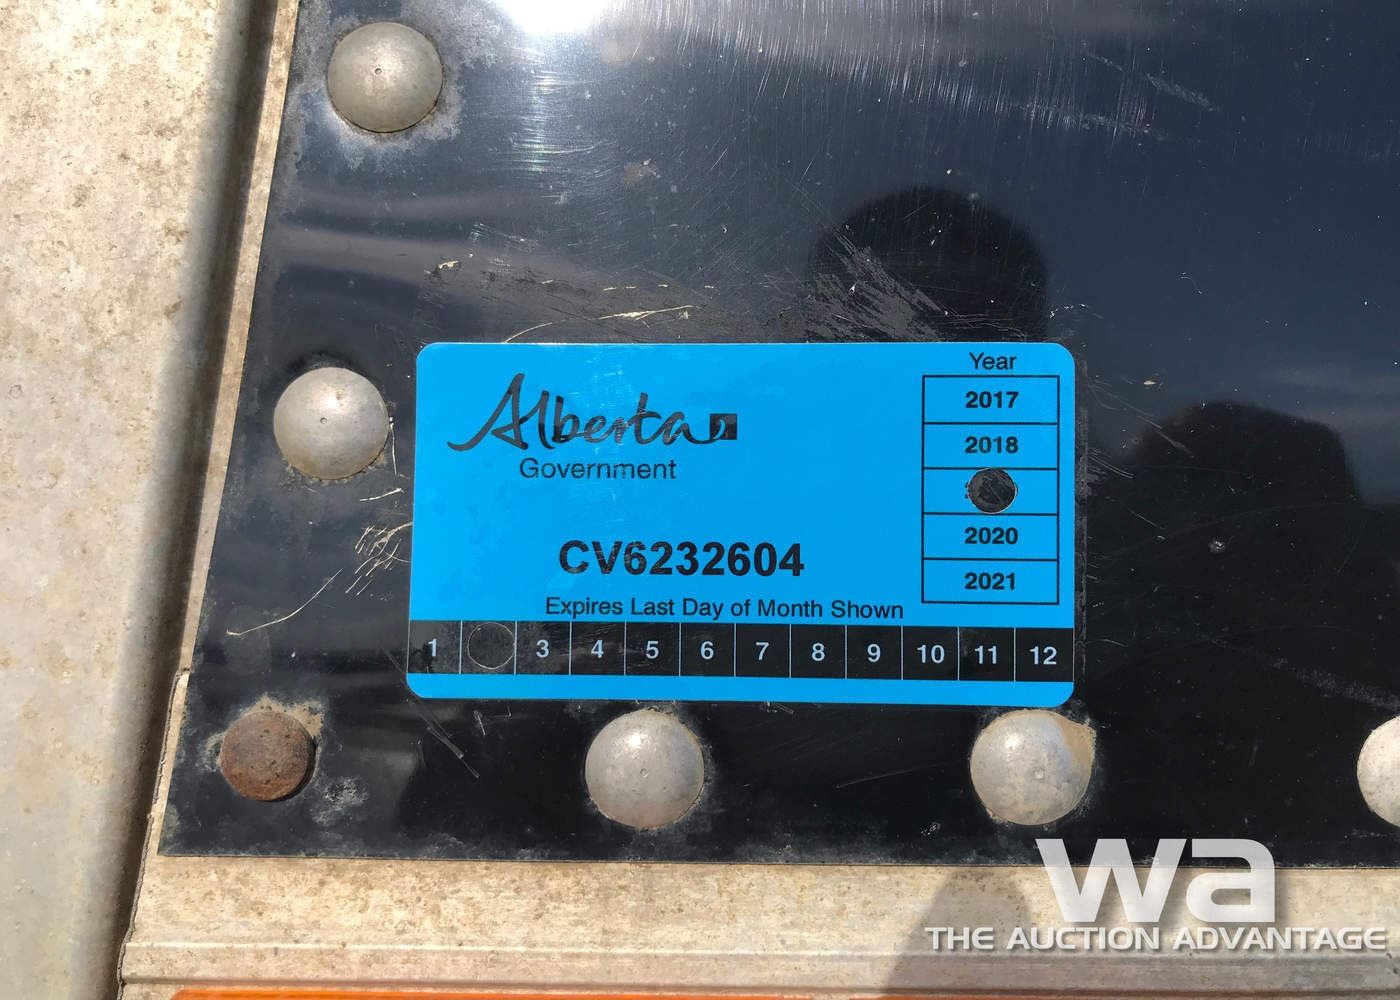 Year
2017
2018
2020
2021
Alberta
Government
CV6232604
Expires Last Day of Month Shown
1 3 4 5 6 7 8 9 10 11 12
wa
THE AUCTION ADVANTAGE